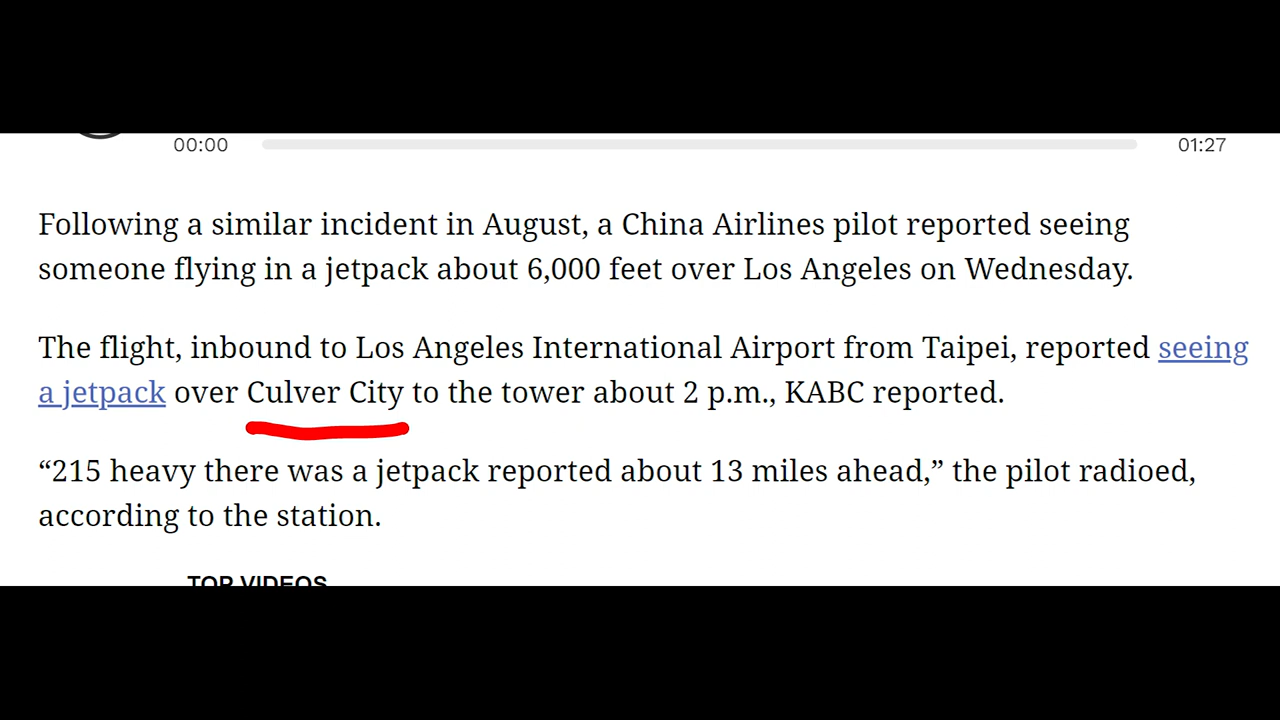 00:00 01:27
Following a similar incident in August, a China Airlines pilot reported seeing
someone flying in a jetpack about 6,000 feet over Los Angeles on Wednesday.
The flight, inbound to Los Angeles International Airport from Taipei, reported seeing
a jetpack over Culver City to the tower about 2 p.m., KABC reported.
“215 heavy there was a jetpack reported about 13 miles ahead,” the pilot radioed,
according to the station.
TOP VIDEOS